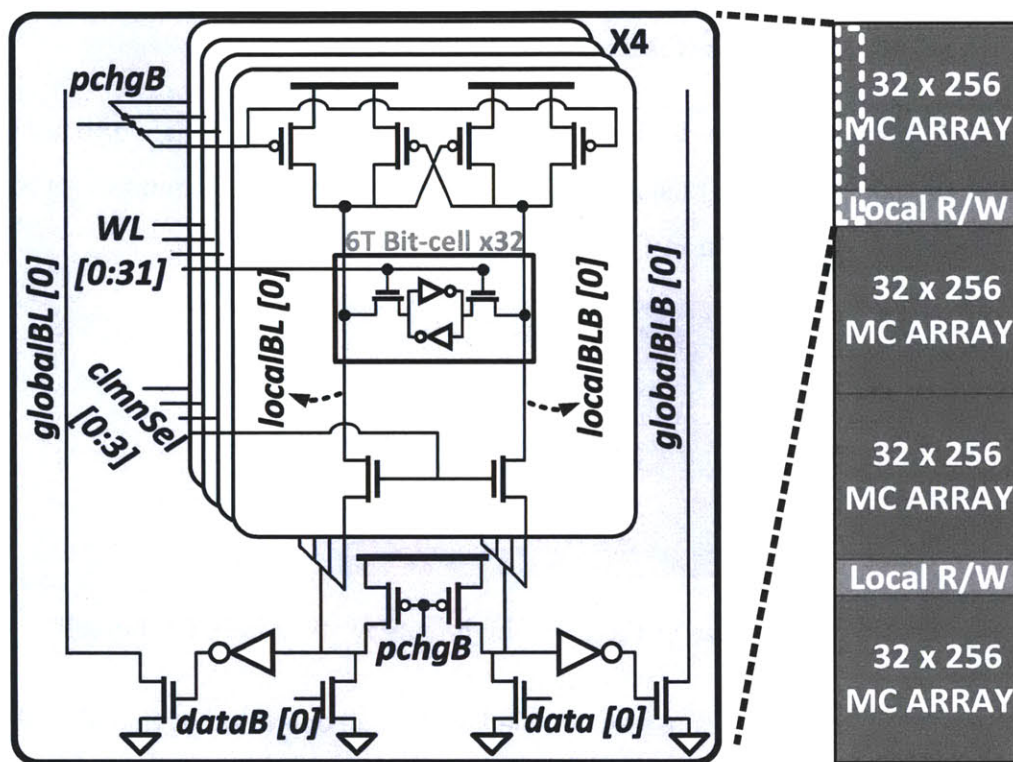 X4
pchgB
WL
[0:31]
6T Bit-cell x32
globalBL [0]
localBL [0]
localBLB [0]
globalBLB [0]
clmnSel
[0:3]
pchgB
dataB [0]
data [0]
32 x 256
MC ARRAY
Local R/W
32 x 256
MC ARRAY
32 x 256
MC ARRAY
Local R/W
32 x 256
MC ARRAY